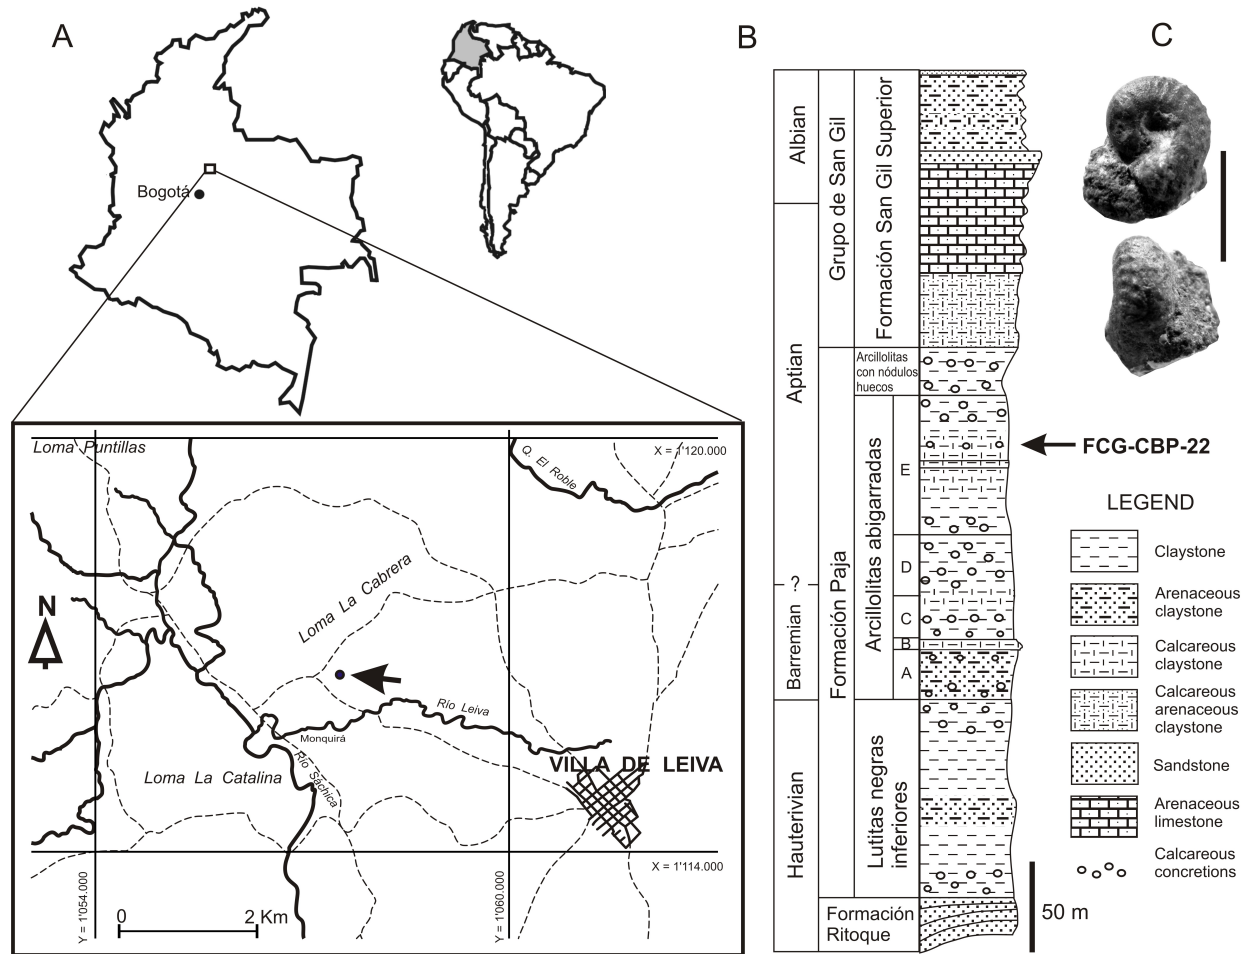 A
Bogotá
Loma Puntillas
Q. El Roble
X = 1'120.000
Loma La Cabrera
N
Río Leiva
Monquirá
Río Sáchica
Loma La Catalina
VILLA DE LEIVA
X = 1'114.000
Y = 1'054.000
Y = 1'060.000
0
2 Km
B
Albian
Aptian
?
Barremian
Hauterivian
Grupo de San Gil
Formación Paja
Formación San Gil Superior
Arcillolitas
con nódulos
huecos
Arcillolitas abigarradas
E
D
C
B
A
Lutitas negras
inferiores
Formación
Ritoque
50 m
C
FCG-CBP-22
LEGEND
Claystone
Arenaceous
claystone
Calcareous
claystone
Calcareous
arenaceous
claystone
Sandstone
Arenaceous
limestone
Calcareous
concretions